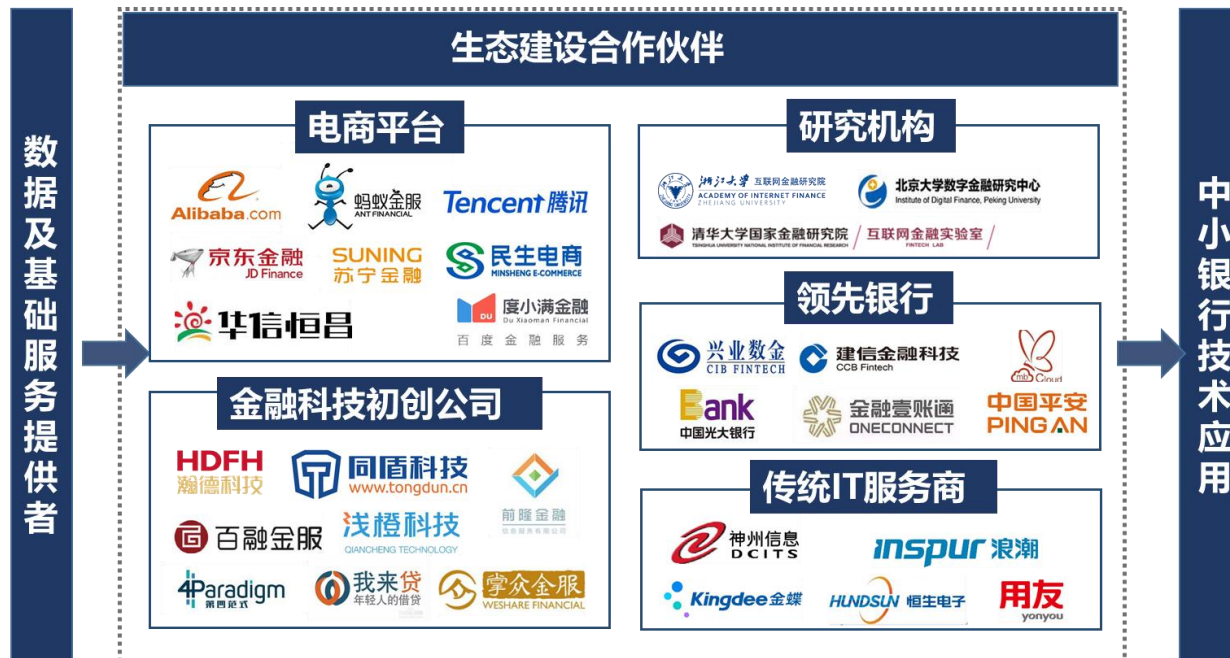 数据及基础服务提供者
生态建设合作伙伴
电商平台
Alibaba.com
蚂蚁金服
ANT FINANCIAL
Tencent 腾讯
京东金融
JD Finance
SUNING
苏宁金融
民生电商
MINSHENG E-COMMERCE
华信恒昌
DU
度小满金融
Du Xiaoman Financial
百度金融服务
金融科技初创公司
HDFH
瀚德科技
同盾科技
www.tongdun.cn
前隆金融
百融金服
浅橙科技
QIANCHENG TECHNOLOGY
4Paradigm
第四范式
我来贷
年轻人的借贷
掌众金服
WESHARE FINANCIAL
研究机构
浙江大学 互联网金融研究院
ACADEMY OF INTERNET FINANCE
ZHEJIANG UNIVERSITY
北京大学数字金融研究中心
Institute of Digital Finance, Peking University
清华大学国家金融研究院
TSINGHUA UNIVERSITY NATIONAL INSTITUTE OF FINANCIAL RESEARCH
互联网金融实验室
FINTECH LAB
领先银行
兴业数金
CIB FINTECH
建信金融科技
CCB Fintech
mb Cloud
Bank
中国光大银行
金融壹账通
ONECONNECT
中国平安
PING AN
传统IT服务商
神州信息
DCITS
inspur 浪潮
Kingdee 金蝶
HUNDSUN 恒生电子
用友
yonyou
中小银行技术应用